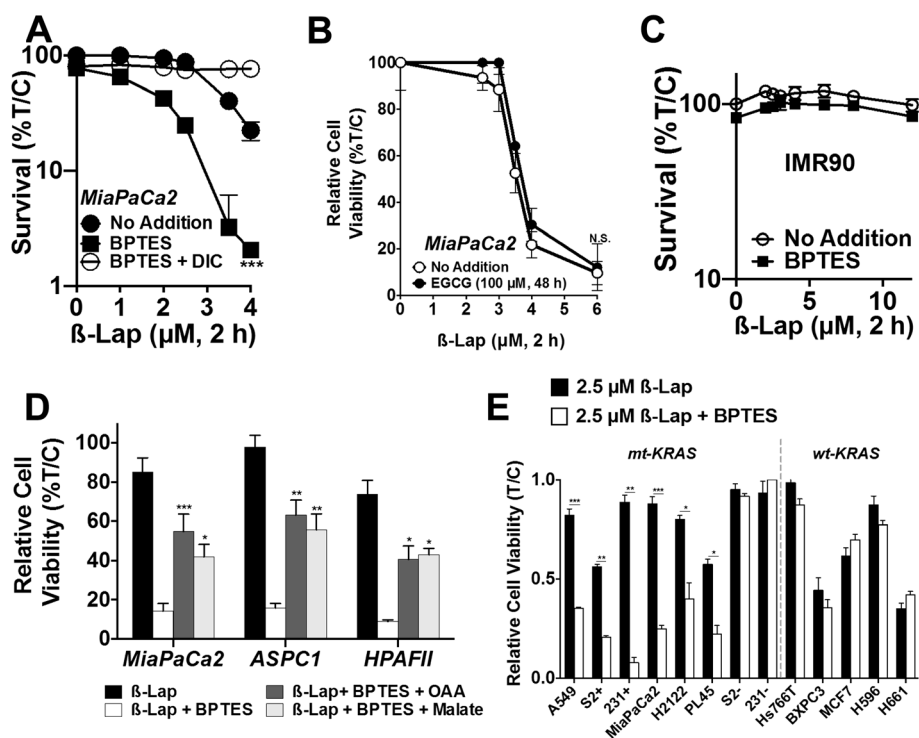 A
Survival (%T/C)
100
10
1
MiaPaCa2
No Addition
BPTES
BPTES + DIC
***
0 1 2 3 4
ß-Lap (µM, 2 h)
B
Relative Cell
Viability (%T/C)
100
80
60
40
20
0
MiaPaCa2
No Addition
EGCG (100 µM, 48 h)
N.S.
0 1 2 3 4 5 6
ß-Lap (µM, 2 h)
C
Survival (%T/C)
100
10
IMR90
No Addition
BPTES
0 5 10
ß-Lap (µM, 2 h)
D
Relative Cell
Viability (%T/C)
100
80
60
40
20
0
*** *
** **
* *
MiaPaCa2 ASPC1 HPAFII
ß-Lap
ß-Lap + BPTES
ß-Lap+ BPTES + OAA
ß-Lap + BPTES + Malate
E
2.5 µM ß-Lap
2.5 µM ß-Lap + BPTES
mt-KRAS wt-KRAS
Relative Cell Viability (T/C)
1.0
0.5
0.0
*** ** ** *** * *
A549
S2+
231+
MiaPaCa2
H2122
PL45
S2-
231-
Hs766T
BXPC3
MCF7
H596
H661